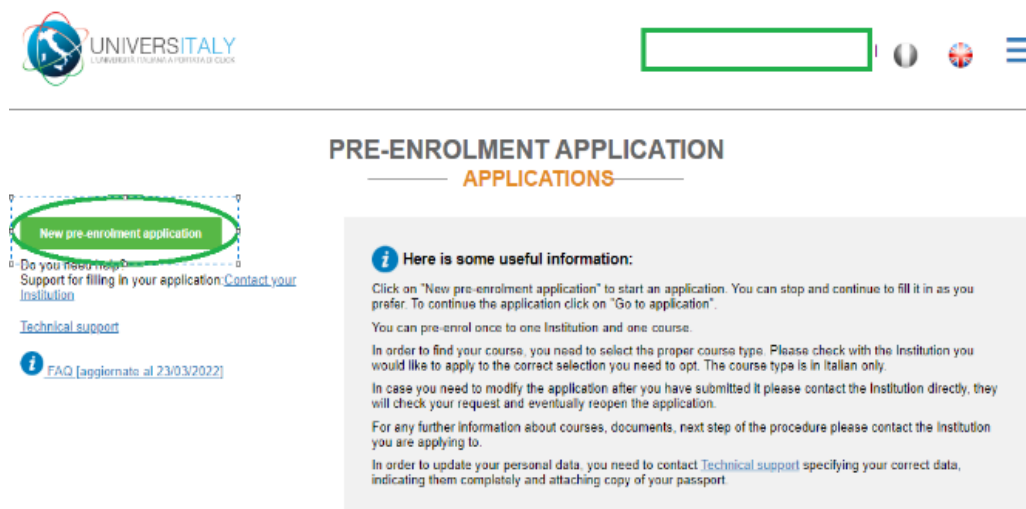 UNIVERSITALY
L'UNIVERSITÀ ITALIANA A PORTATA DI CLICK
PRE-ENROLMENT APPLICATION
APPLICATIONS
New pre-enrolment application
Do you need help?
Support for filling in your application:Contact your
Institution
Technical support
i
FAQ [aggiornate al 23/03/2022]
i
Here is some useful information:
Click on "New pre-enrolment application" to start an application. You can stop and continue to fill it in as you
prefer. To continue the application click on "Go to application".
You can pre-enrol once to one Institution and one course.
In order to find your course, you need to select the proper course type. Please check with the Institution you
would like to apply to the correct selection you need to opt. The course type is in Italian only.
In case you need to modify the application after you have submitted it please contact the Institution directly, they
will check your request and eventually reopen the application.
For any further information about courses, documents, next step of the procedure please contact the Institution
you are applying to.
In order to update your personal data, you need to contact Technical support specifying your correct data,
indicating them completely and attaching copy of your passport.